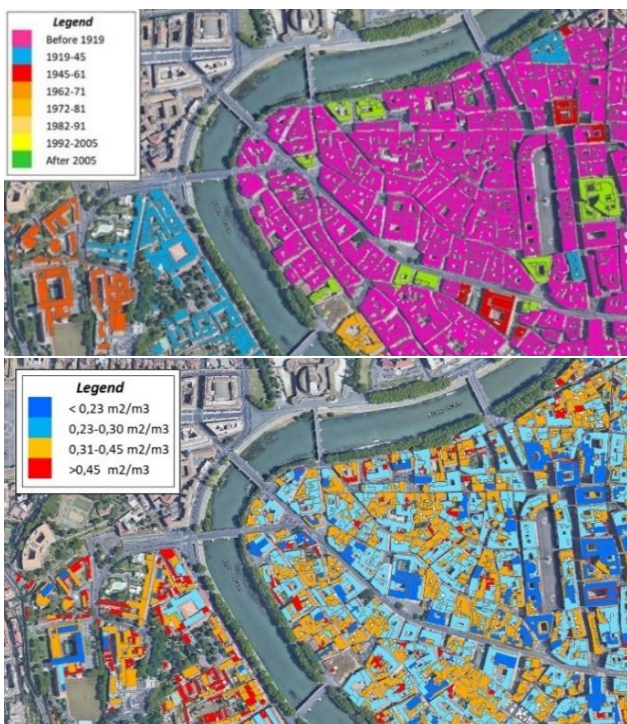 Legend
Before 1919
1919-45
1945-61
1962-71
1972-81
1982-91
1992-2005
After 2005
Legend
< 0,23 m2/m3
0,23-0,30 m2/m3
0,31-0,45 m2/m3
>0,45 m2/m3